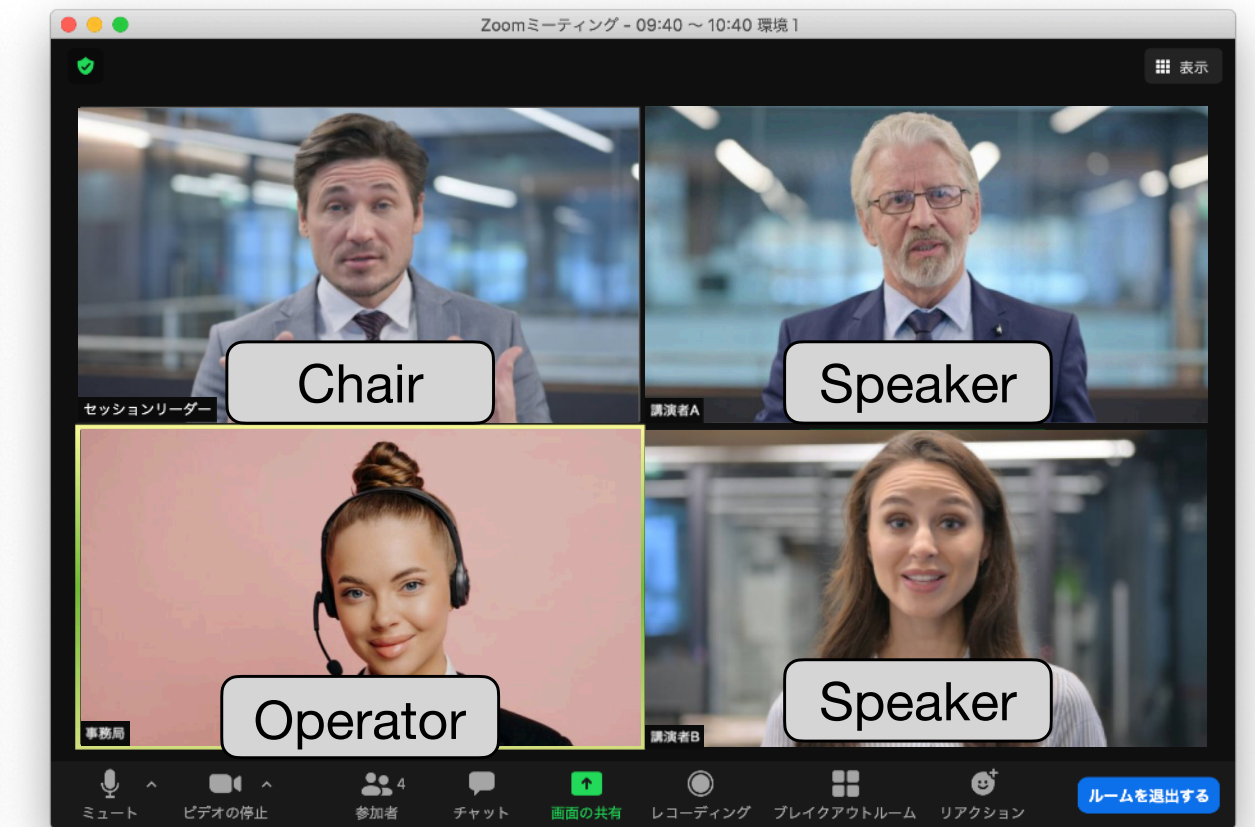 Zoomミーティング - 09:40 〜 10:40 環境 1
表示
Chair
セッションリーダー
Speaker
講演者A
Operator
事務局
Speaker
講演者B
ミュート
ビデオの停止
4
参加者
チャット
画面の共有
レコーディング
ブレイクアウトルーム
リアクション
ルームを退出する